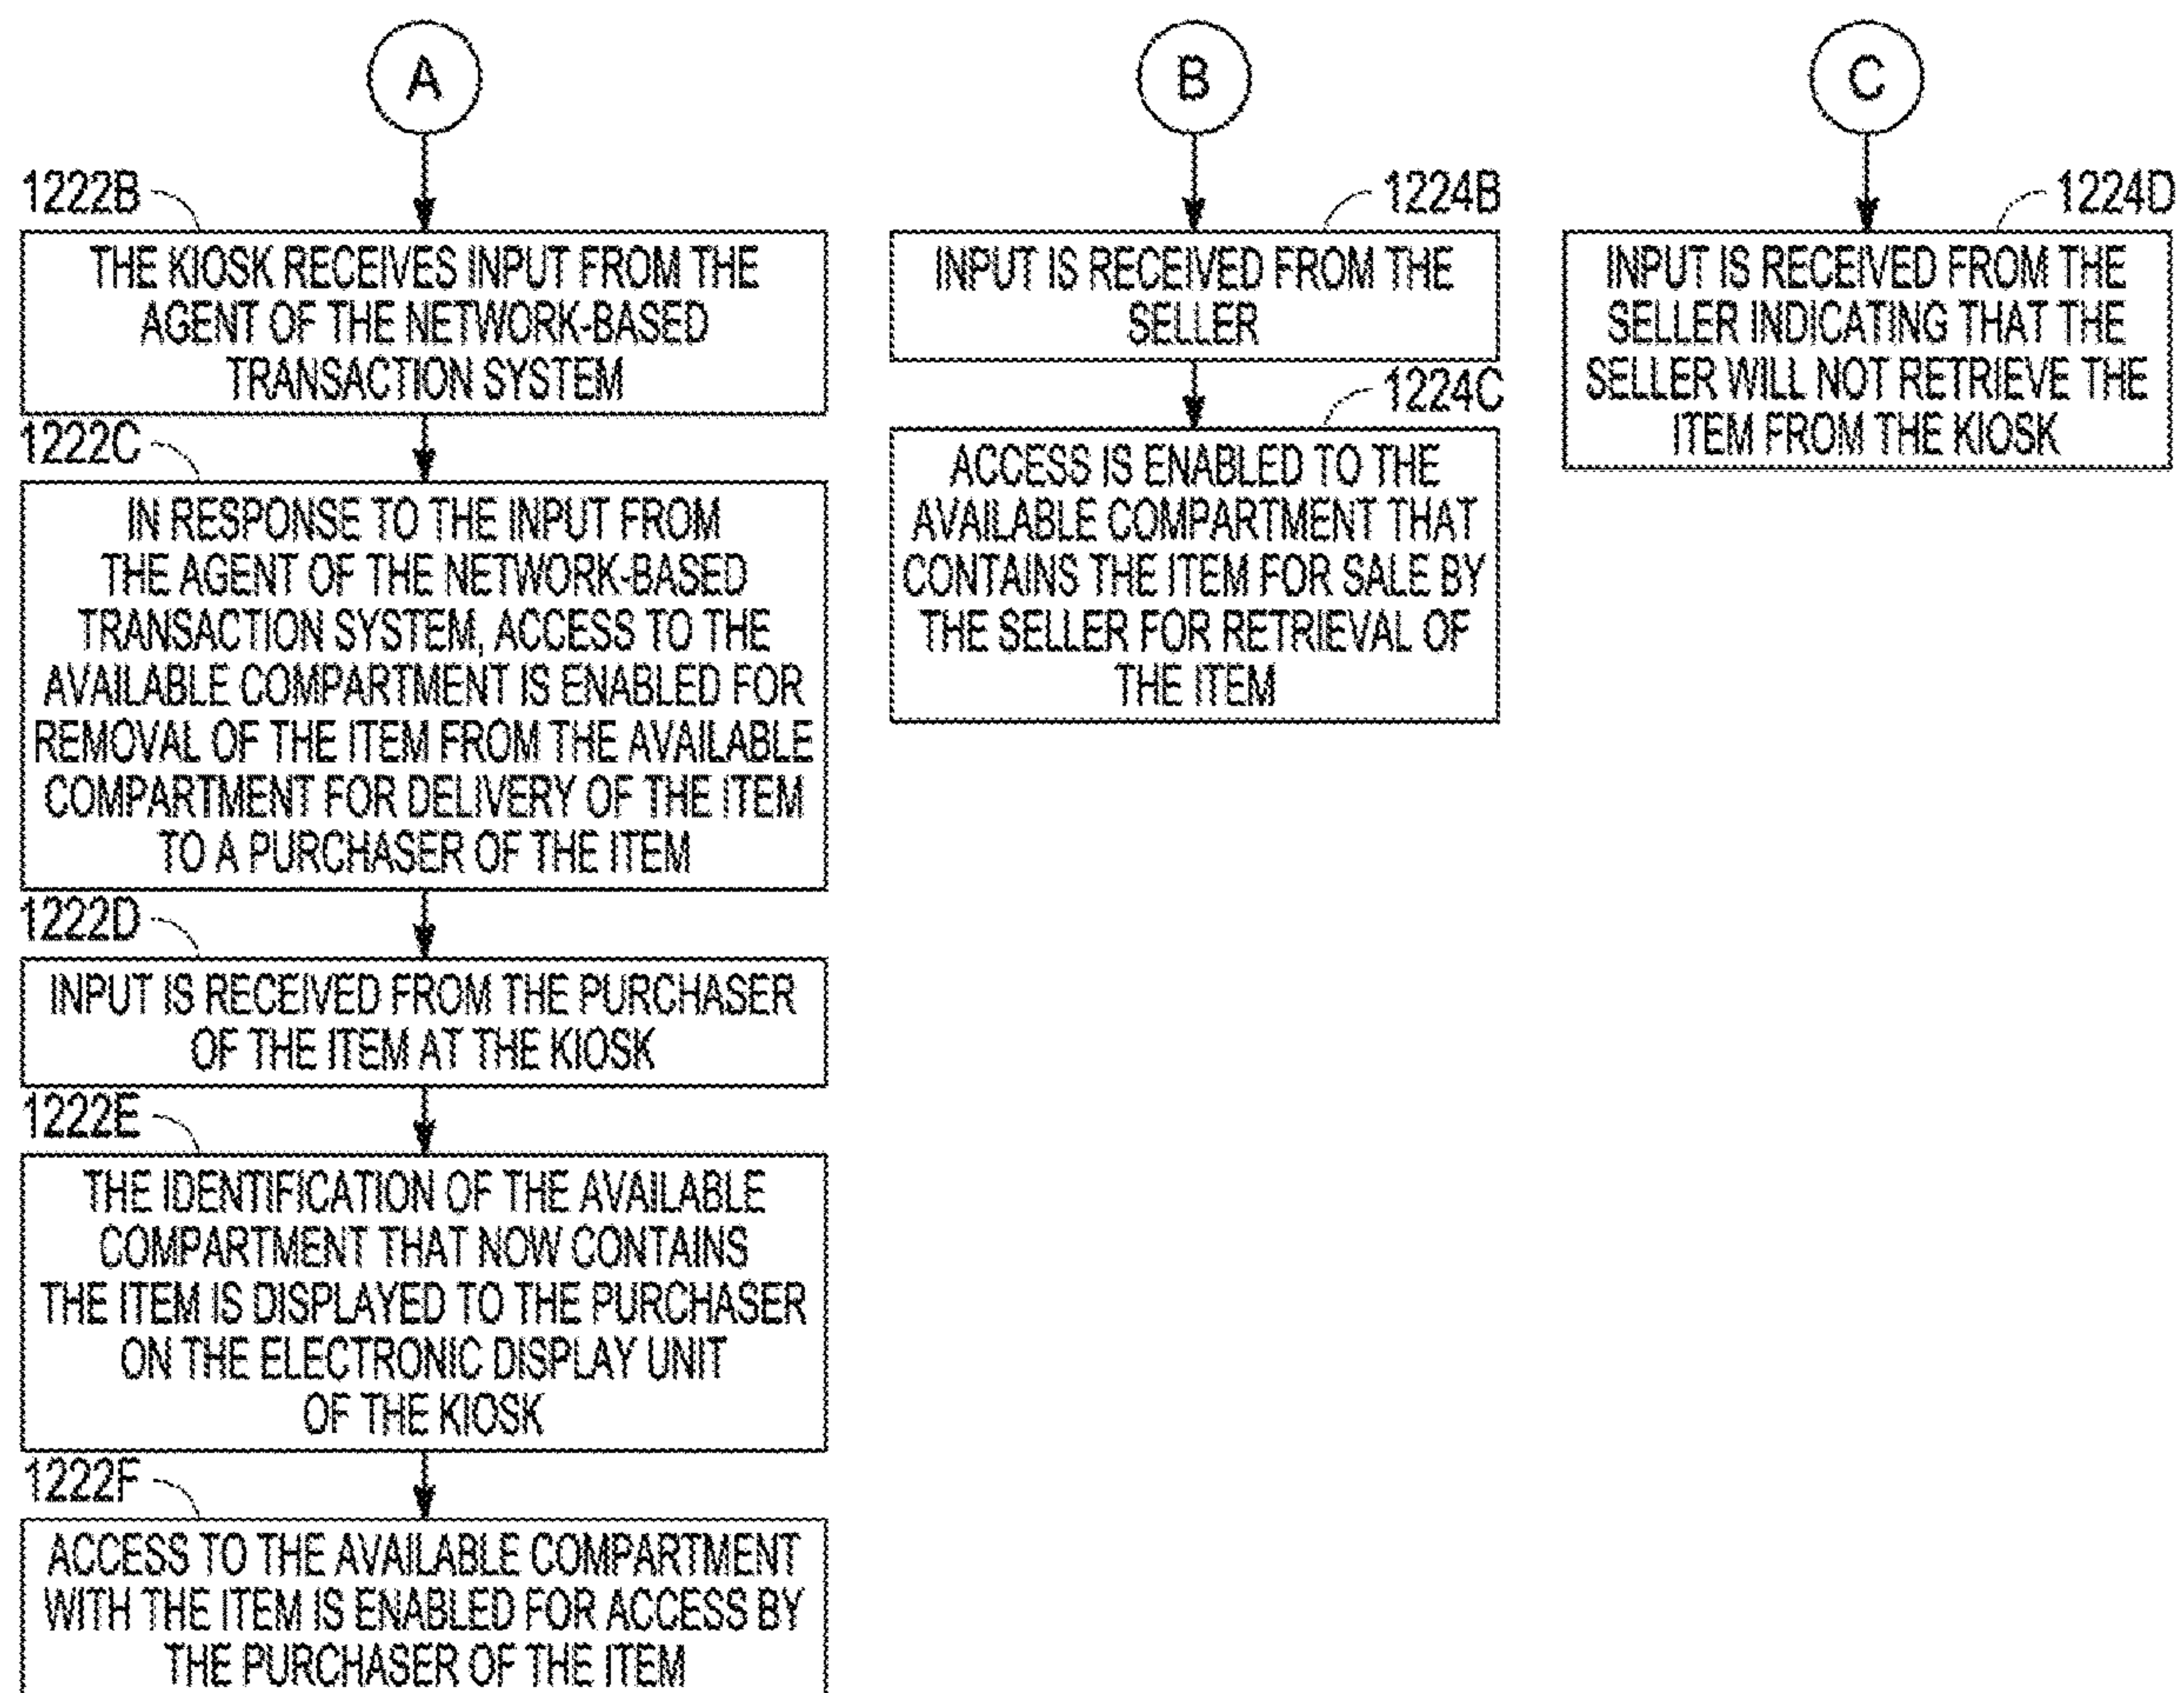 A
1222B
THE KIOSK RECEIVES INPUT FROM THE
AGENT OF THE NETWORK-BASED
TRANSACTION SYSTEM
1222C
IN RESPONSE TO THE INPUT FROM
THE AGENT OF THE NETWORK-BASED
TRANSACTION SYSTEM, ACCESS TO THE
AVAILABLE COMPARTMENT IS ENABLED FOR
REMOVAL OF THE ITEM FROM THE AVAILABLE
COMPARTMENT FOR DELIVERY OF THE ITEM
TO A PURCHASER OF THE ITEM
1222D
INPUT IS RECEIVED FROM THE PURCHASER
OF THE ITEM AT THE KIOSK
1222E
THE IDENTIFICATION OF THE AVAILABLE
COMPARTMENT THAT NOW CONTAINS
THE ITEM IS DISPLAYED TO THE PURCHASER
ON THE ELECTRONIC DISPLAY UNIT
OF THE KIOSK
1222F
ACCESS TO THE AVAILABLE COMPARTMENT
WITH THE ITEM IS ENABLED FOR ACCESS BY
THE PURCHASER OF THE ITEM
B
1224B
INPUT IS RECEIVED FROM THE
SELLER
1224C
ACCESS IS ENABLED TO THE
AVAILABLE COMPARTMENT THAT
CONTAINS THE ITEM FOR SALE BY
THE SELLER FOR RETRIEVAL OF
THE ITEM
C
1224D
INPUT IS RECEIVED FROM THE
SELLER INDICATING THAT THE
SELLER WILL NOT RETRIEVE THE
ITEM FROM THE KIOSK